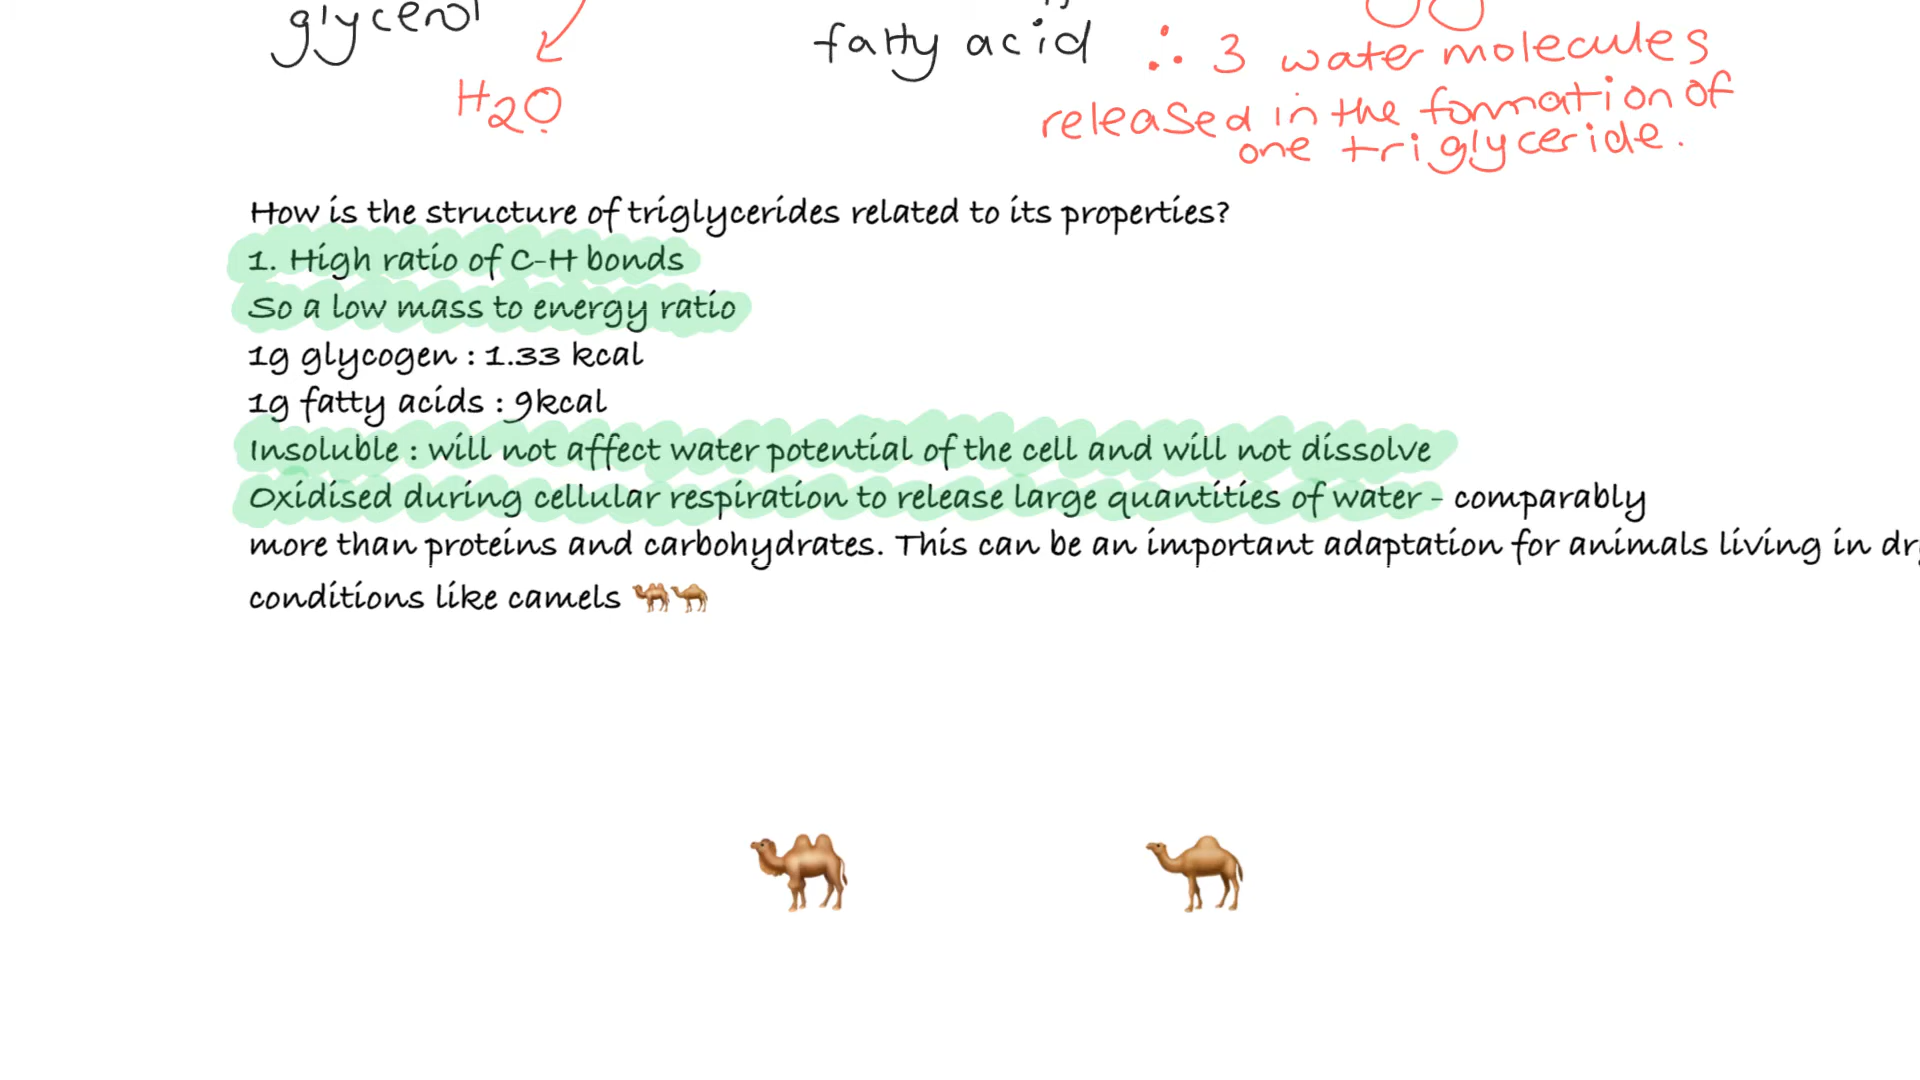 glycerol
fatty acid
H2O
∴ 3 water molecules
released in the formation of
one triglyceride.
How is the structure of triglycerides related to its properties?
1. High ratio of C-H bonds
So a low mass to energy ratio
1g glycogen : 1.33 kcal
1g fatty acids : 9kcal
Insoluble : will not affect water potential of the cell and will not dissolve
Oxidised during cellular respiration to release large quantities of water - comparably
more than proteins and carbohydrates. This can be an important adaptation for animals living in
conditions like camels 🐫🐪